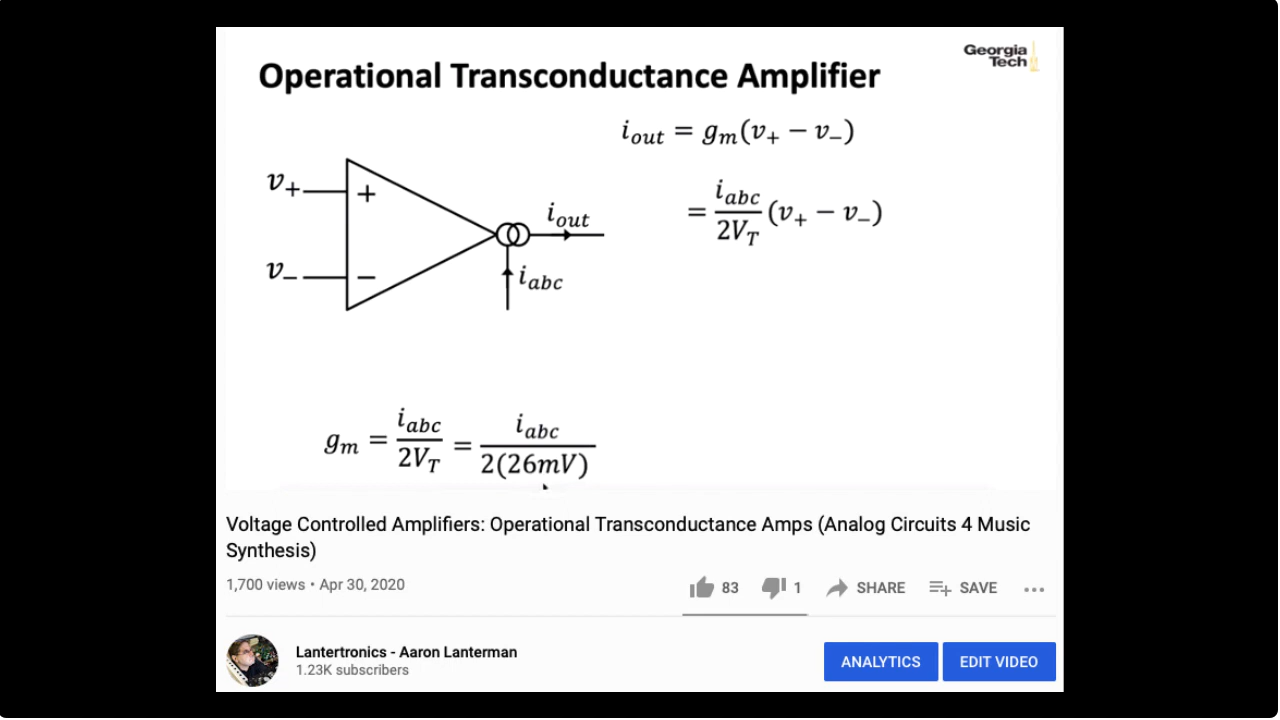 Georgia
Tech
Operational Transconductance Amplifier
i_out = g_m(v_+ − v_−)
= i_abc / 2V_T (v_+ − v_−)
v_+
+
i_out
v_−
−
i_abc
g_m = i_abc / 2V_T = i_abc / 2(26mV)
Voltage Controlled Amplifiers: Operational Transconductance Amps (Analog Circuits 4 Music
Synthesis)
1,700 views • Apr 30, 2020
83
1
SHARE
SAVE
Lantertronics - Aaron Lanterman
1.23K subscribers
ANALYTICS
EDIT VIDEO